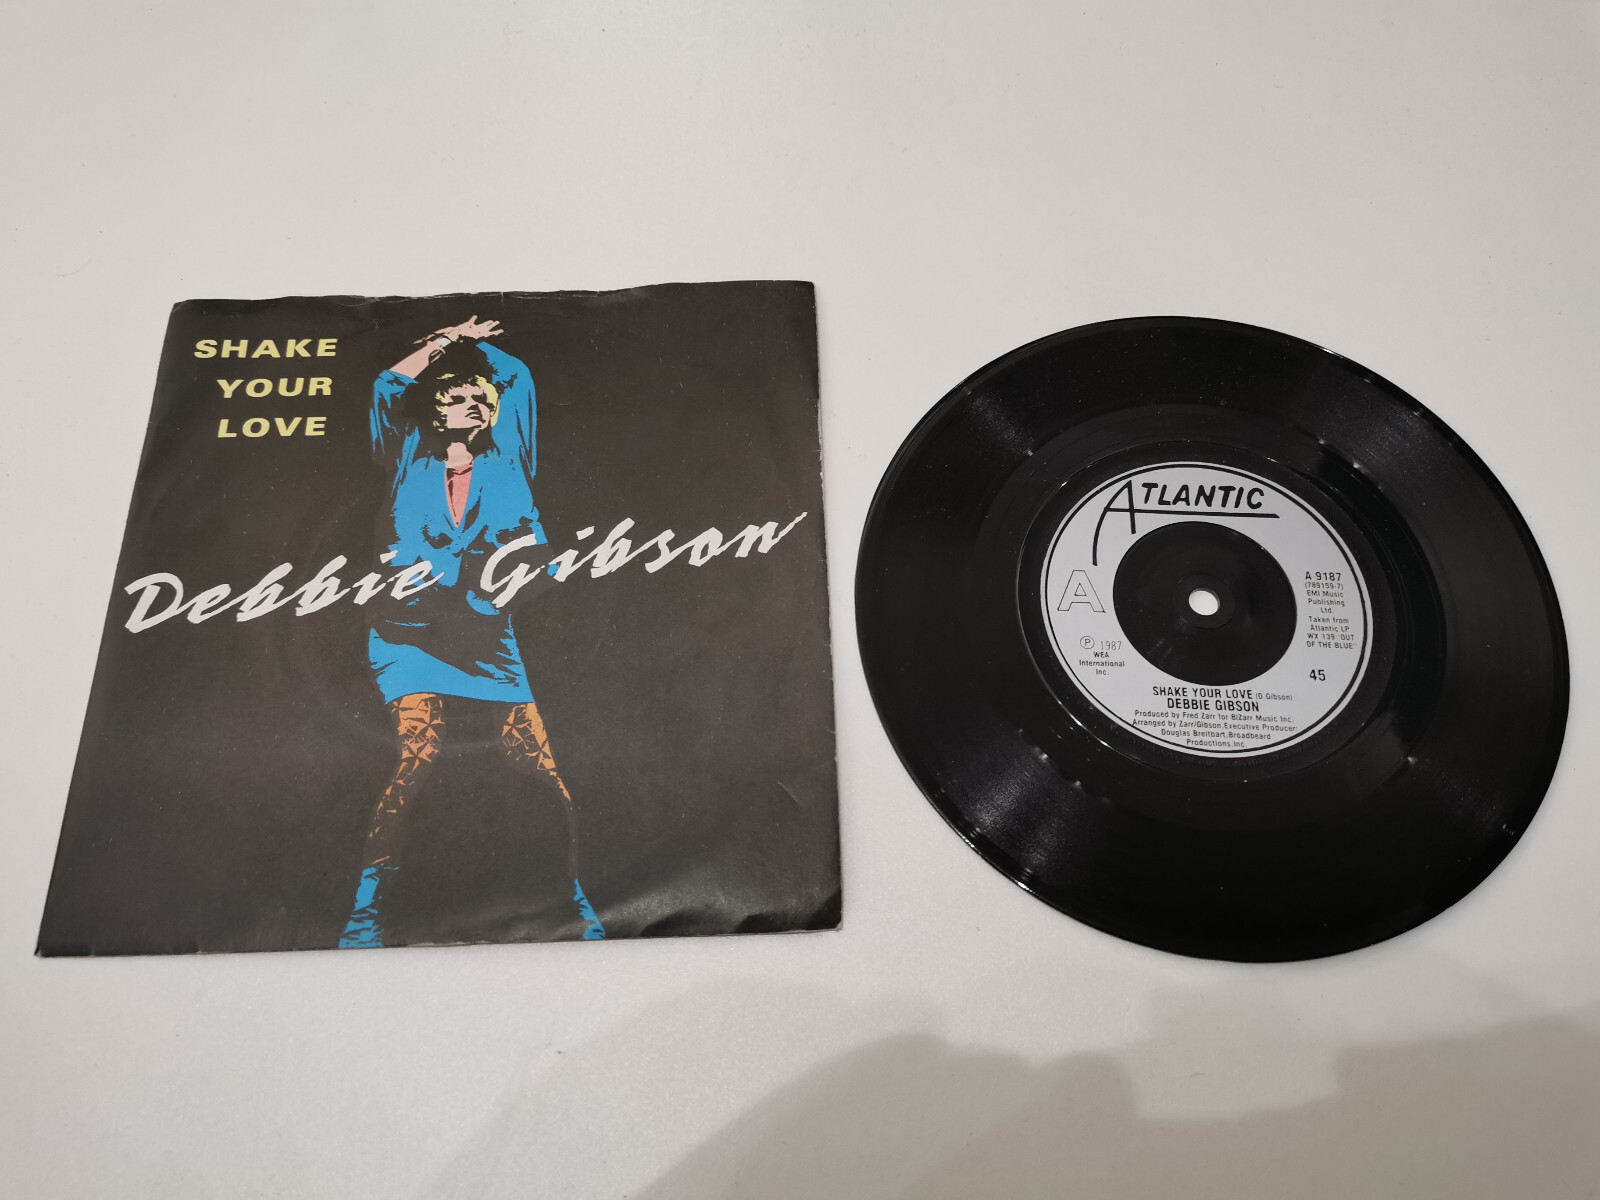 SHAKE
YOUR
LOVE
Debbie Gibson
ATLANTIC
A
A 9187
(789159-7)
EMI Music
Publishing
Ltd.
Taken from
Atlantic LP
WX 139 "OUT
OF THE BLUE"
45
℗ 1987
WEA
International
Inc.
SHAKE YOUR LOVE (D.Gibson)
DEBBIE GIBSON
Produced by Fred Zarr for BiZarr Music Inc.
Arranged by Zarr/Gibson.Executive Producer:
Douglas Breitbart,Broadbeard
Productions,Inc.